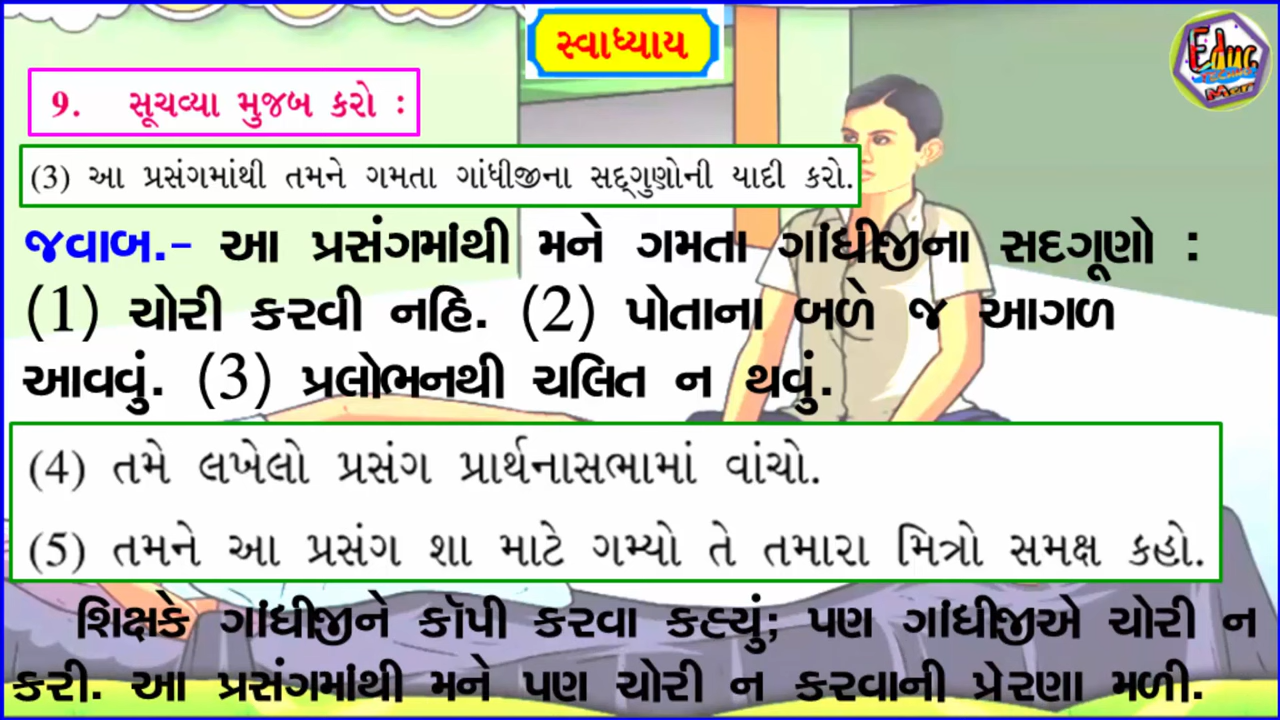 સ્વાધ્યાય
Educ
TECHNO
9. સૂચવ્યા મુજબ કરો :
(3) આ પ્રસંગમાંથી તમને ગમતા ગાંધીજીના સદ્ગુણોની યાદી કરો.
જવાબ.- આ પ્રસંગમાંથી મને ગમતા ગાંધીજીના સદગૂણો :
(1) ચોરી કરવી નહિ. (2) પોતાના બળે જ આગળ
આવવું. (3) પ્રલોભનથી ચલિત ન થવું.
(4) તમે લખેલો પ્રસંગ પ્રાર્થનાસભામાં વાંચો.
(5) તમને આ પ્રસંગ શા માટે ગમ્યો તે તમારા મિત્રો સમક્ષ કહો.
શિક્ષકે ગાંધીજીને કૉપી કરવા કહ્યું; પણ ગાંધીજીએ ચોરી ન
કરી. આ પ્રસંગમાંથી મને પણ ચોરી ન કરવાની પ્રેરણા મળી.